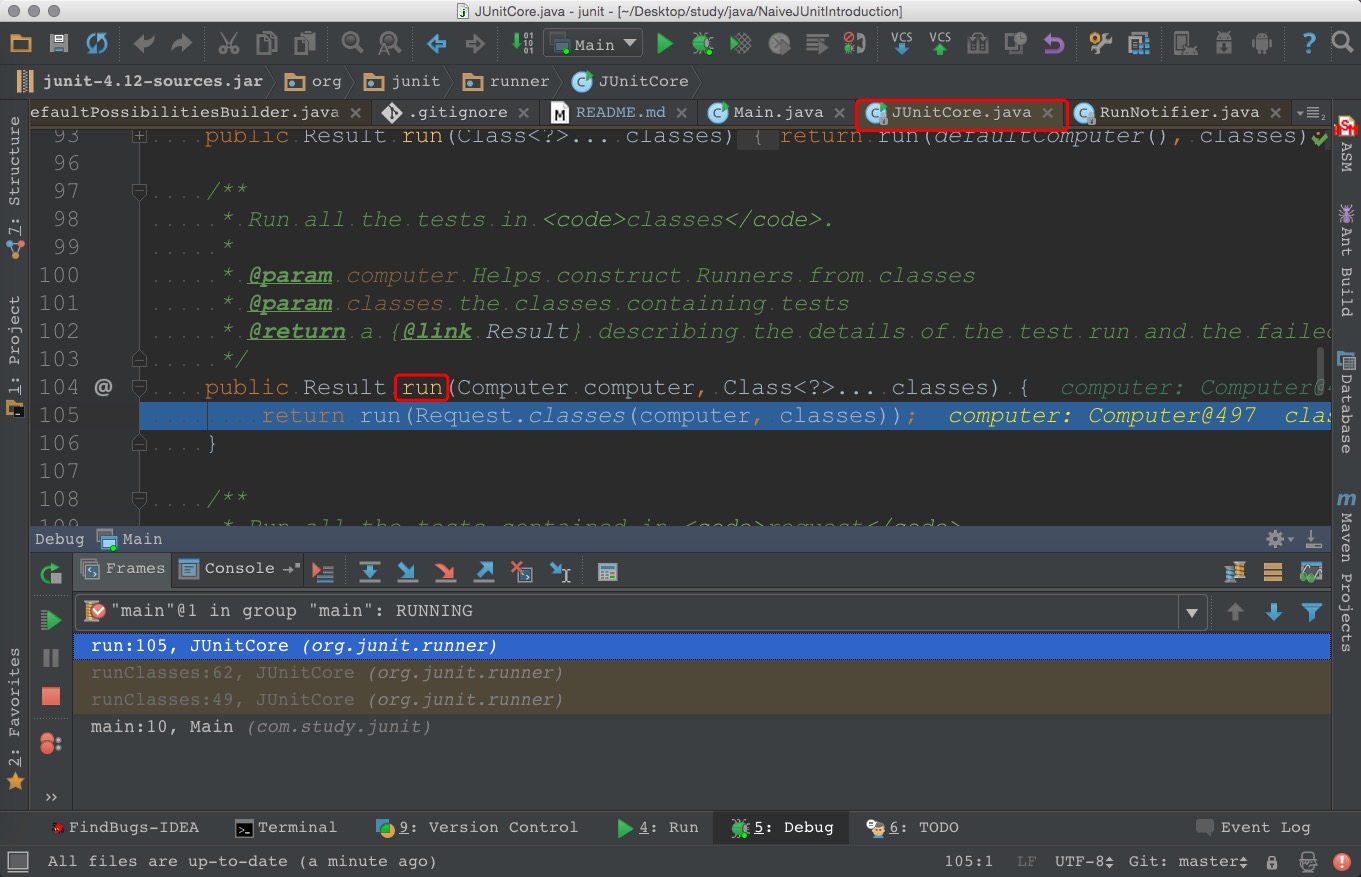 JUnitCore.java - junit - [~/Desktop/study/java/NaiveJUnitIntroduction]
Main
VCS VCS
junit-4.12-sources.jar org junit runner JUnitCore
efaultPossibilitiesBuilder.java .gitignore README.md Main.java JUnitCore.java RunNotifier.java
93 public Result run(Class<?>... classes) { return run(defaultComputer(), classes);
96
97 /**
98 * Run all the tests in <code>classes</code>.
99 *
100 * @param computer Helps construct Runners from classes
101 * @param classes the classes containing tests
102 * @return a {@link Result} describing the details of the test run and the failed
103 */
104 @ public Result run(Computer computer, Class<?>... classes) { computer: Computer@4
105 return run(Request.classes(computer, classes)); computer: Computer@497 clas
106 }
107
108 /**
109 * Run all the tests contained in <code>request</code>.
Debug Main
Frames Console
"main"@1 in group "main": RUNNING
run:105, JUnitCore (org.junit.runner)
runClasses:62, JUnitCore (org.junit.runner)
runClasses:49, JUnitCore (org.junit.runner)
main:10, Main (com.study.junit)
7: Structure
1: Project
2: Favorites
ASM
Ant Build
Database
Maven Projects
FindBugs-IDEA Terminal 9: Version Control 4: Run 5: Debug 6: TODO Event Log
All files are up-to-date (a minute ago) 105:1 LF UTF-8 Git: master